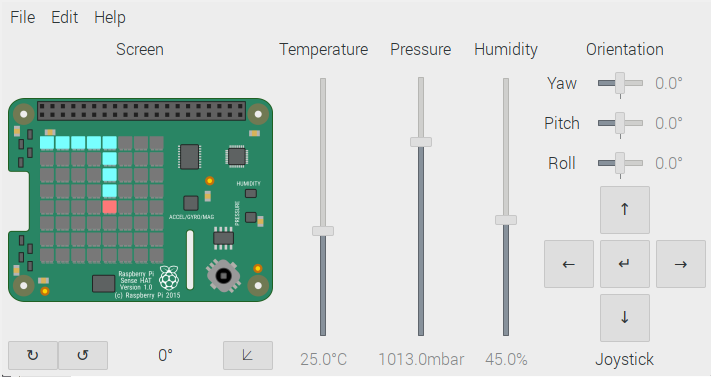 File Edit Help
Screen Temperature Pressure Humidity Orientation
Yaw 0.0°
Pitch 0.0°
Roll 0.0°
HUMIDITY
PRESSURE
ACCEL/GYRO/MAG
Raspberry Pi
Sense HAT
Version 1.0
(c) Raspberry Pi 2015
↑
← ↵ →
↓
↻ ↺ 0° 25.0°C 1013.0mbar 45.0% Joystick